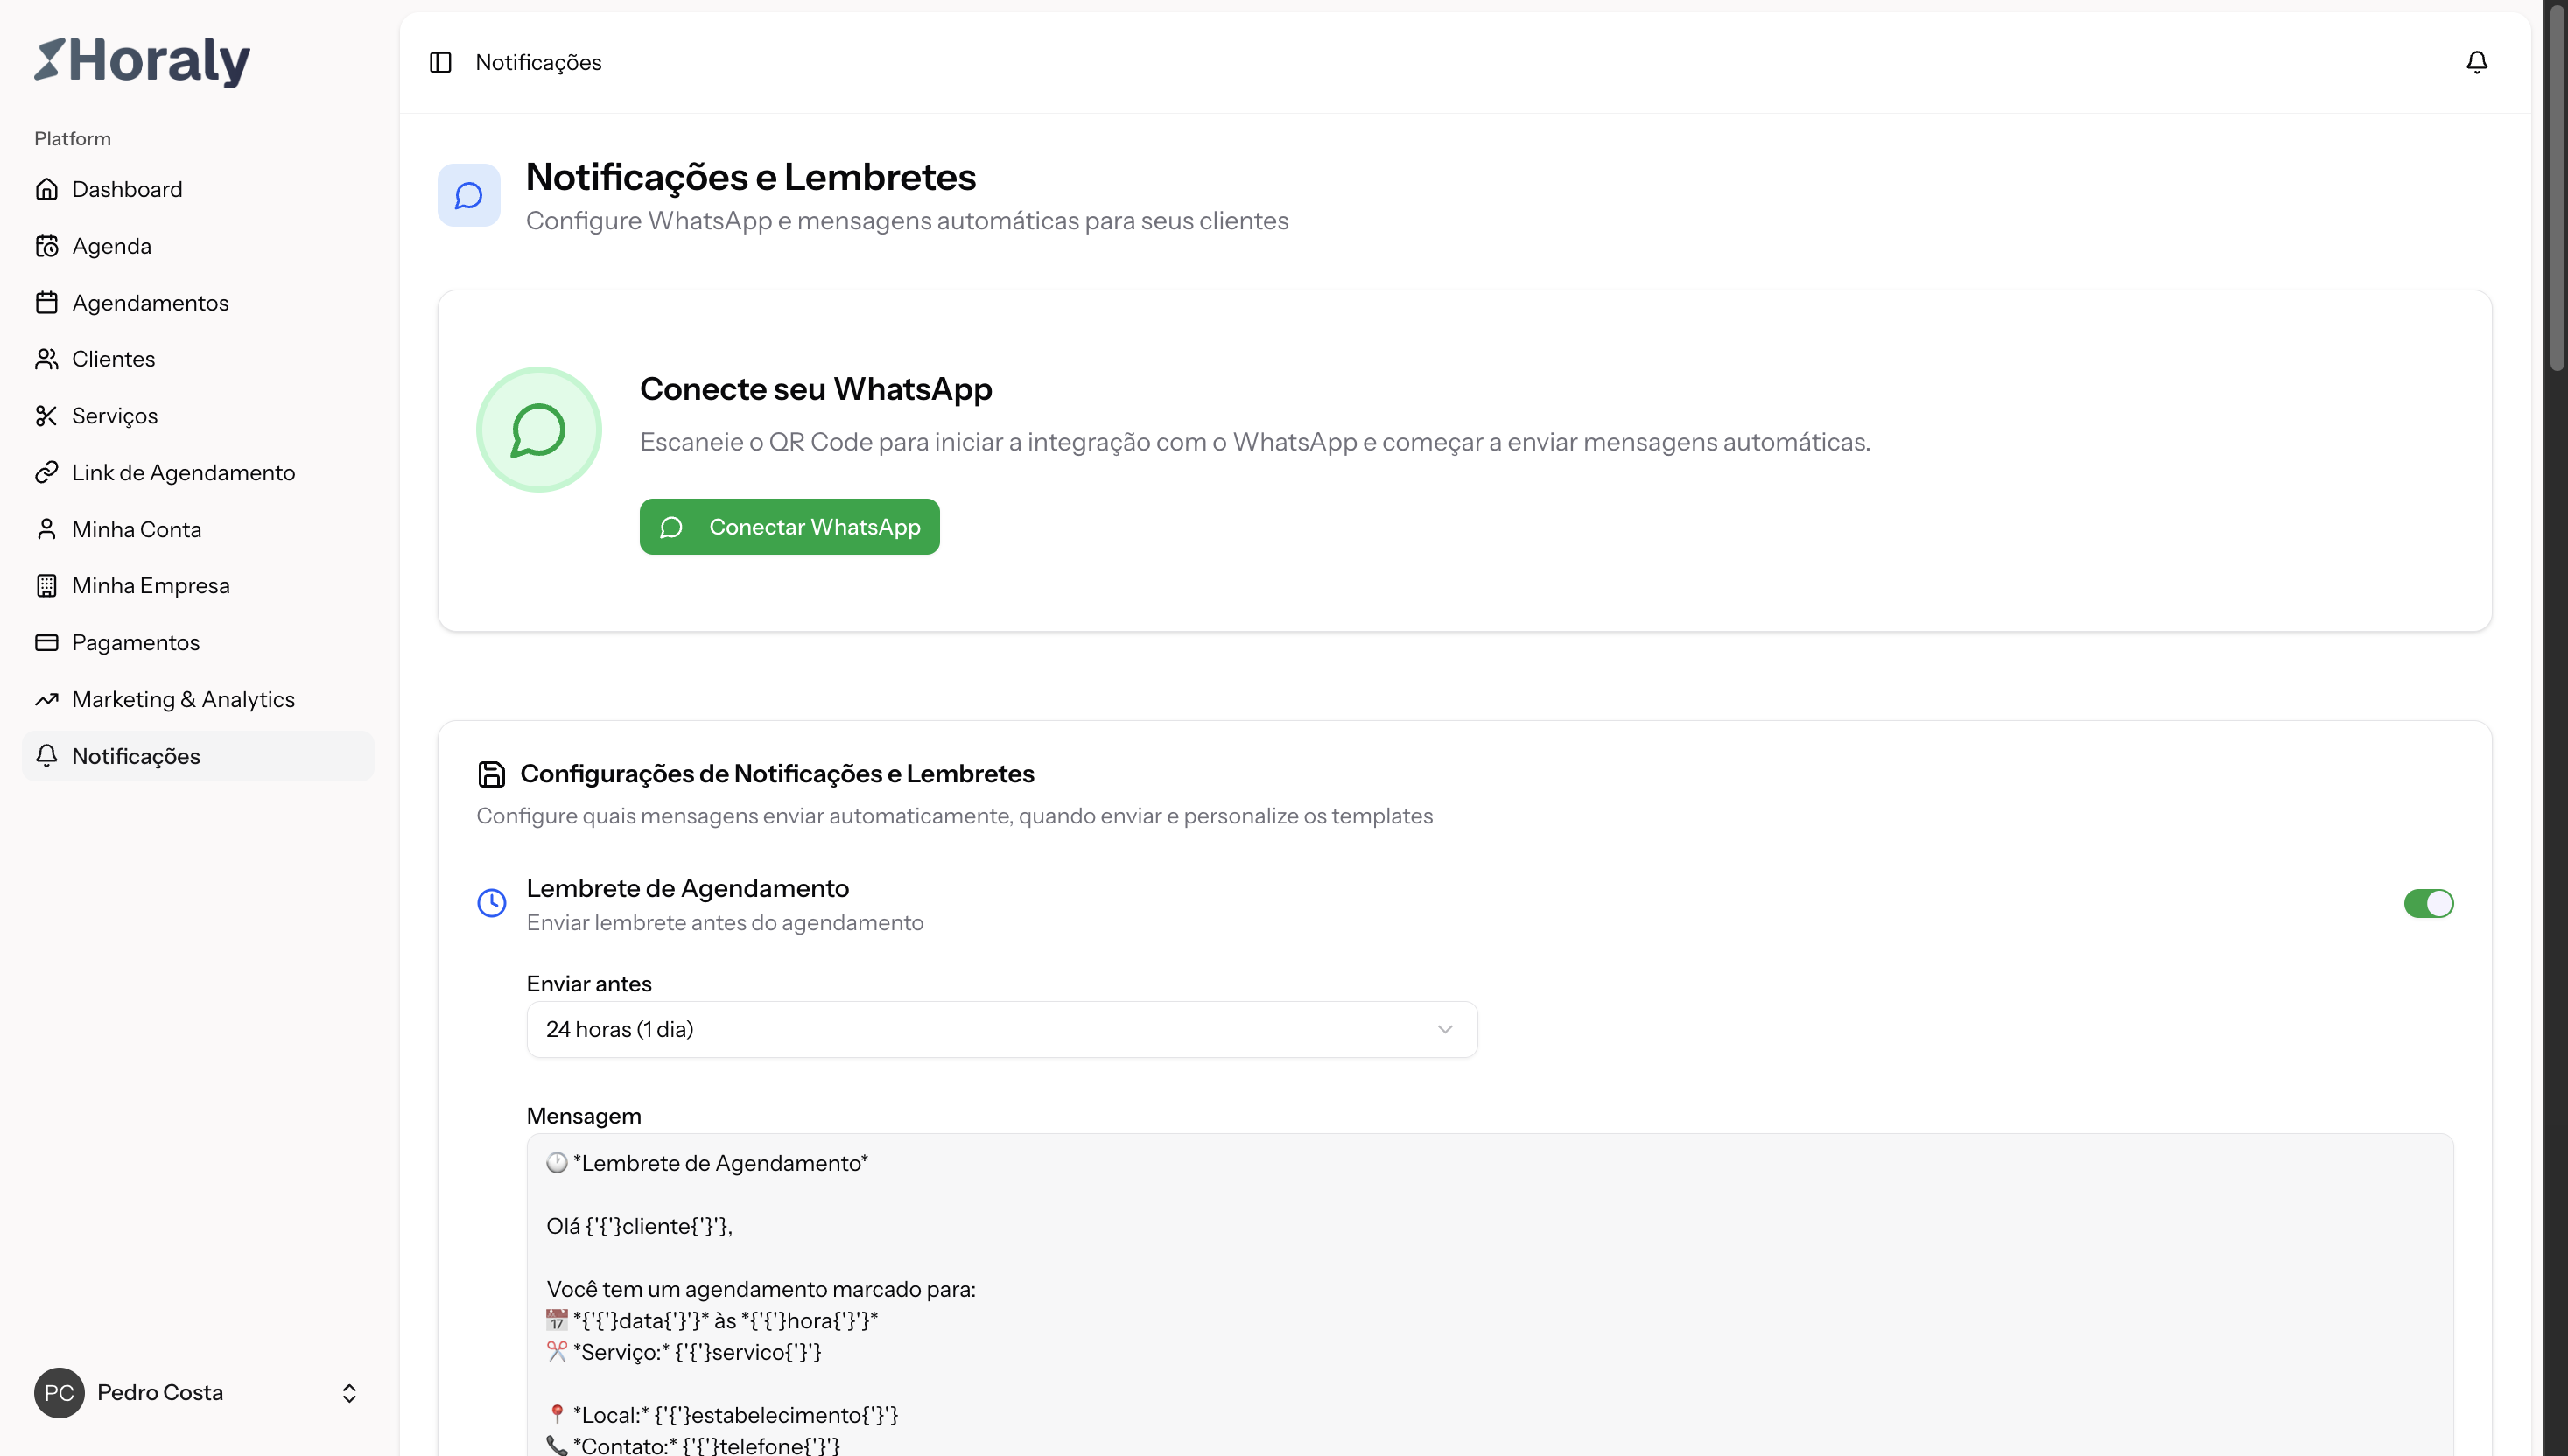 Horaly
Platform
Dashboard
Agenda
Agendamentos
Clientes
Serviços
Link de Agendamento
Minha Conta
Minha Empresa
Pagamentos
Marketing & Analytics
Notificações
PC Pedro Costa
Notificações
Notificações e Lembretes
Configure WhatsApp e mensagens automáticas para seus clientes
Conecte seu WhatsApp
Escaneie o QR Code para iniciar a integração com o WhatsApp e começar a enviar mensagens automáticas.
Conectar WhatsApp
Configurações de Notificações e Lembretes
Configure quais mensagens enviar automaticamente, quando enviar e personalize os templates
Lembrete de Agendamento
Enviar lembrete antes do agendamento
Enviar antes
24 horas (1 dia)
Mensagem
🕐 *Lembrete de Agendamento*
Olá {'{'}cliente{'}'},
Você tem um agendamento marcado para:
📅 *{'{'}data{'}'}* às *{'{'}hora{'}'}*
✂️ *Serviço:* {'{'}servico{'}'}
📍 *Local:* {'{'}estabelecimento{'}'}
📞 *Contato:* {'{'}telefone{'}'}